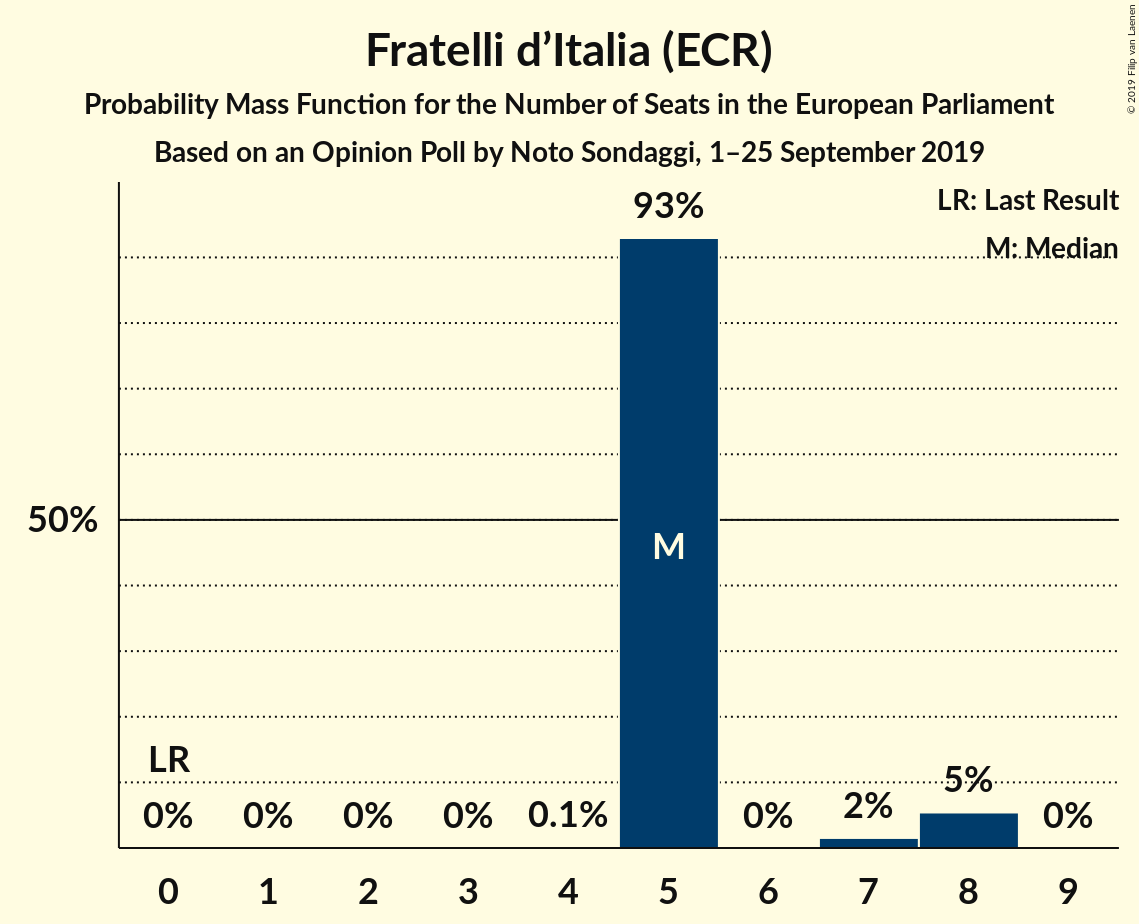 Fratelli d’Italia (ECR)
Probability Mass Function for the Number of Seats in the European Parliament
Based on an Opinion Poll by Noto Sondaggi, 1–25 September 2019
© 2019 Filip van Laenen
LR: Last Result
M: Median
93%
50%
M
LR
0% 0% 0% 0% 0.1% 0% 2% 5% 0%
0 1 2 3 4 5 6 7 8 9